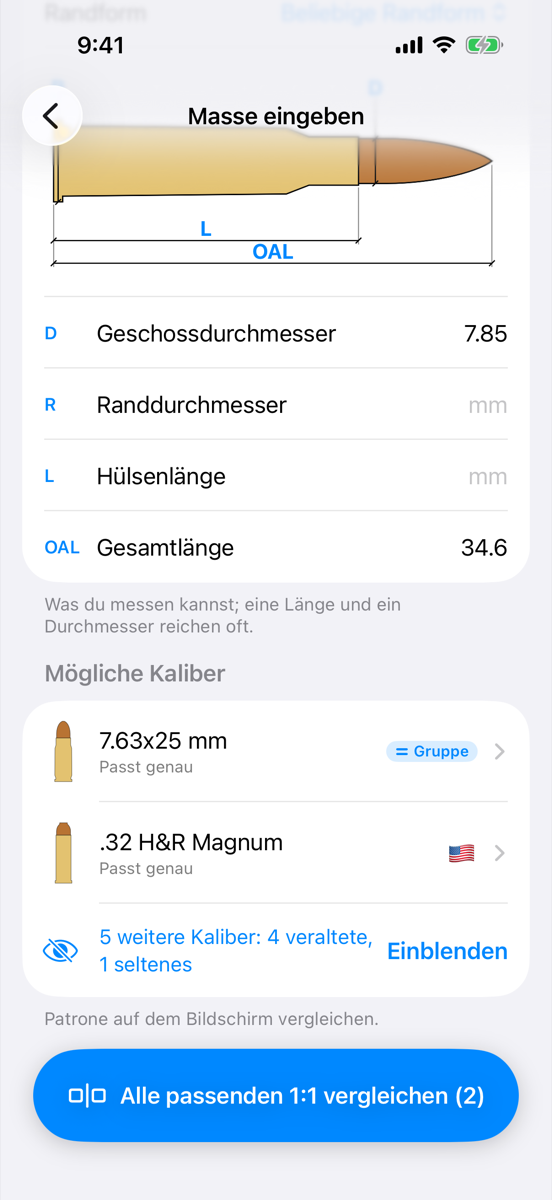 Randform
Beliebige Randform
9:41
Masse eingeben
D
L
OAL
D Geschossdurchmesser 7.85
R Randdurchmesser mm
L Hülsenlänge mm
OAL Gesamtlänge 34.6
Was du messen kannst; eine Länge und ein
Durchmesser reichen oft.
Mögliche Kaliber
7.63x25 mm
Passt genau
= Gruppe
.32 H&R Magnum
Passt genau
5 weitere Kaliber: 4 veraltete,
1 seltenes
Einblenden
Patrone auf dem Bildschirm vergleichen.
Alle passenden 1:1 vergleichen (2)